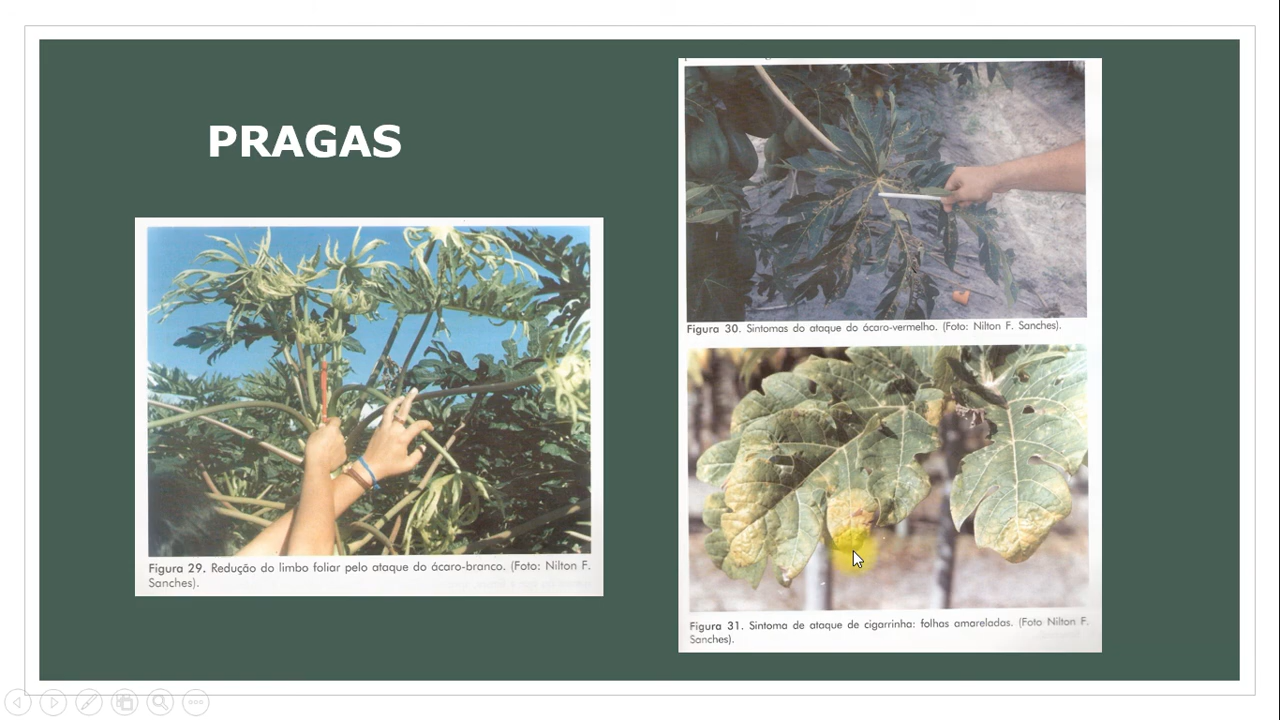 PRAGAS
Figura 29. Redução do limbo foliar pelo ataque do ácaro-branco. (Foto: Nilton F.
Sanches).
Figura 30. Sintomas do ataque do ácaro-vermelho. (Foto: Nilton F. Sanches).
Figura 31. Sintoma de ataque de cigarrinha: folhas amareladas. (Foto Nilton F.
Sanches).